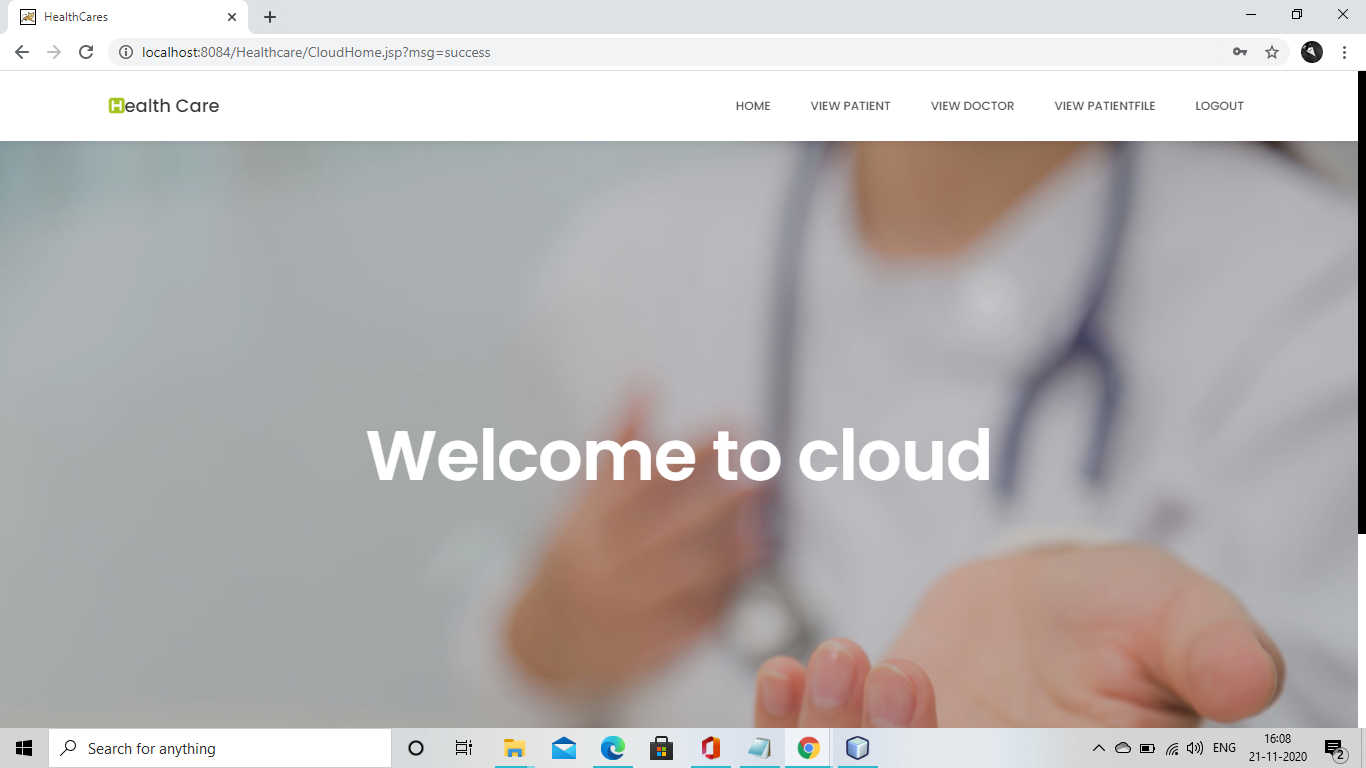 HealthCares
localhost:8084/Healthcare/CloudHome.jsp?msg=success
Health Care
HOME VIEW PATIENT VIEW DOCTOR VIEW PATIENTFILE LOGOUT
Welcome to cloud
Search for anything
ENG
16:08
21-11-2020
2